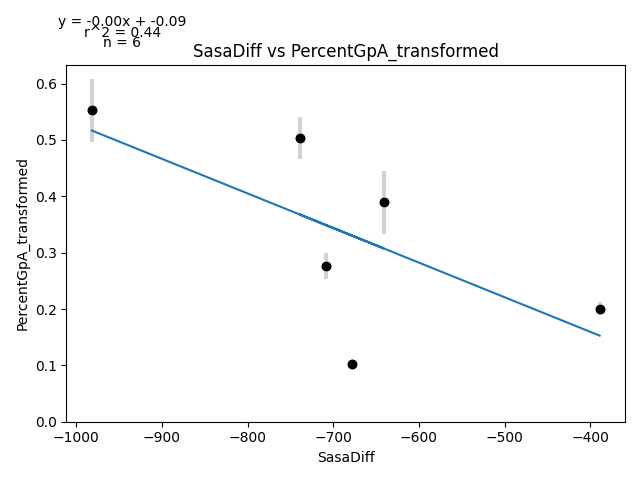 y = -0.00x + -0.09
r^2 = 0.44
n = 6
SasaDiff vs PercentGpA_transformed
PercentGpA_transformed
0.6
0.5
0.4
0.3
0.2
0.1
0.0
−1000 −900 −800 −700 −600 −500 −400
SasaDiff